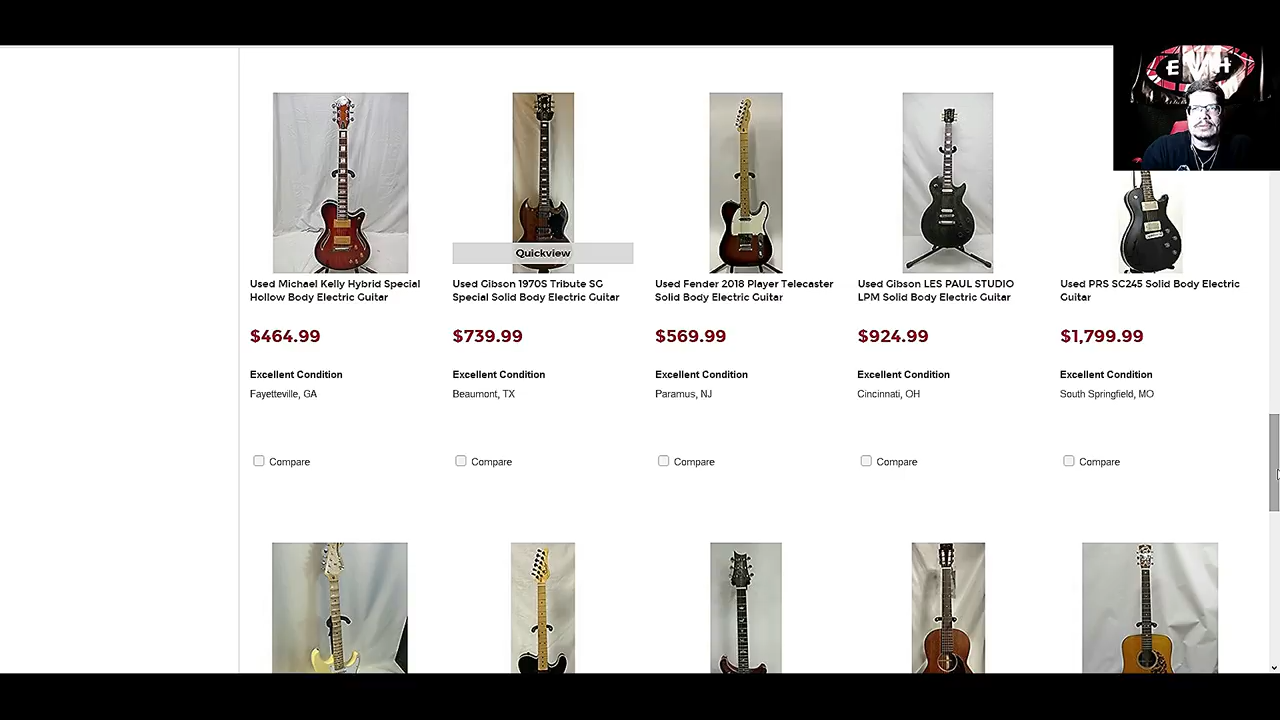 EVH
Quickview
Used Michael Kelly Hybrid Special
Hollow Body Electric Guitar
$464.99
Excellent Condition
Fayetteville, GA
Compare
Used Gibson 1970S Tribute SG
Special Solid Body Electric Guitar
$739.99
Excellent Condition
Beaumont, TX
Compare
Used Fender 2018 Player Telecaster
Solid Body Electric Guitar
$569.99
Excellent Condition
Paramus, NJ
Compare
Used Gibson LES PAUL STUDIO
LPM Solid Body Electric Guitar
$924.99
Excellent Condition
Cincinnati, OH
Compare
Used PRS SC245 Solid Body Electric
Guitar
$1,799.99
Excellent Condition
South Springfield, MO
Compare